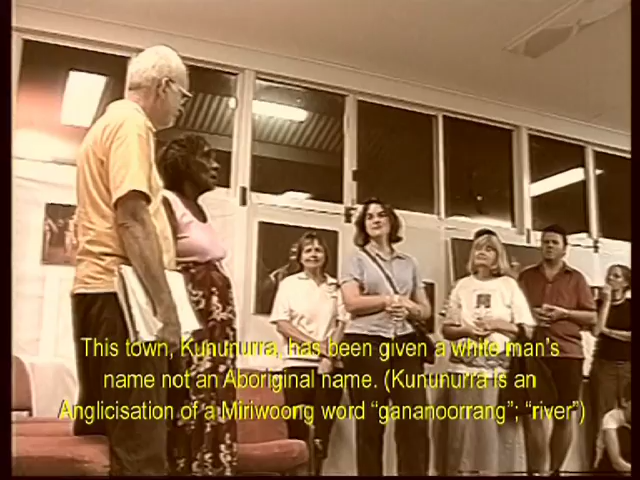 This town, Kununurra, has been given a white man's
name not an Aboriginal name. (Kununurra is an
Anglicisation of a Miriwoong word "gananoorrang"; "river")